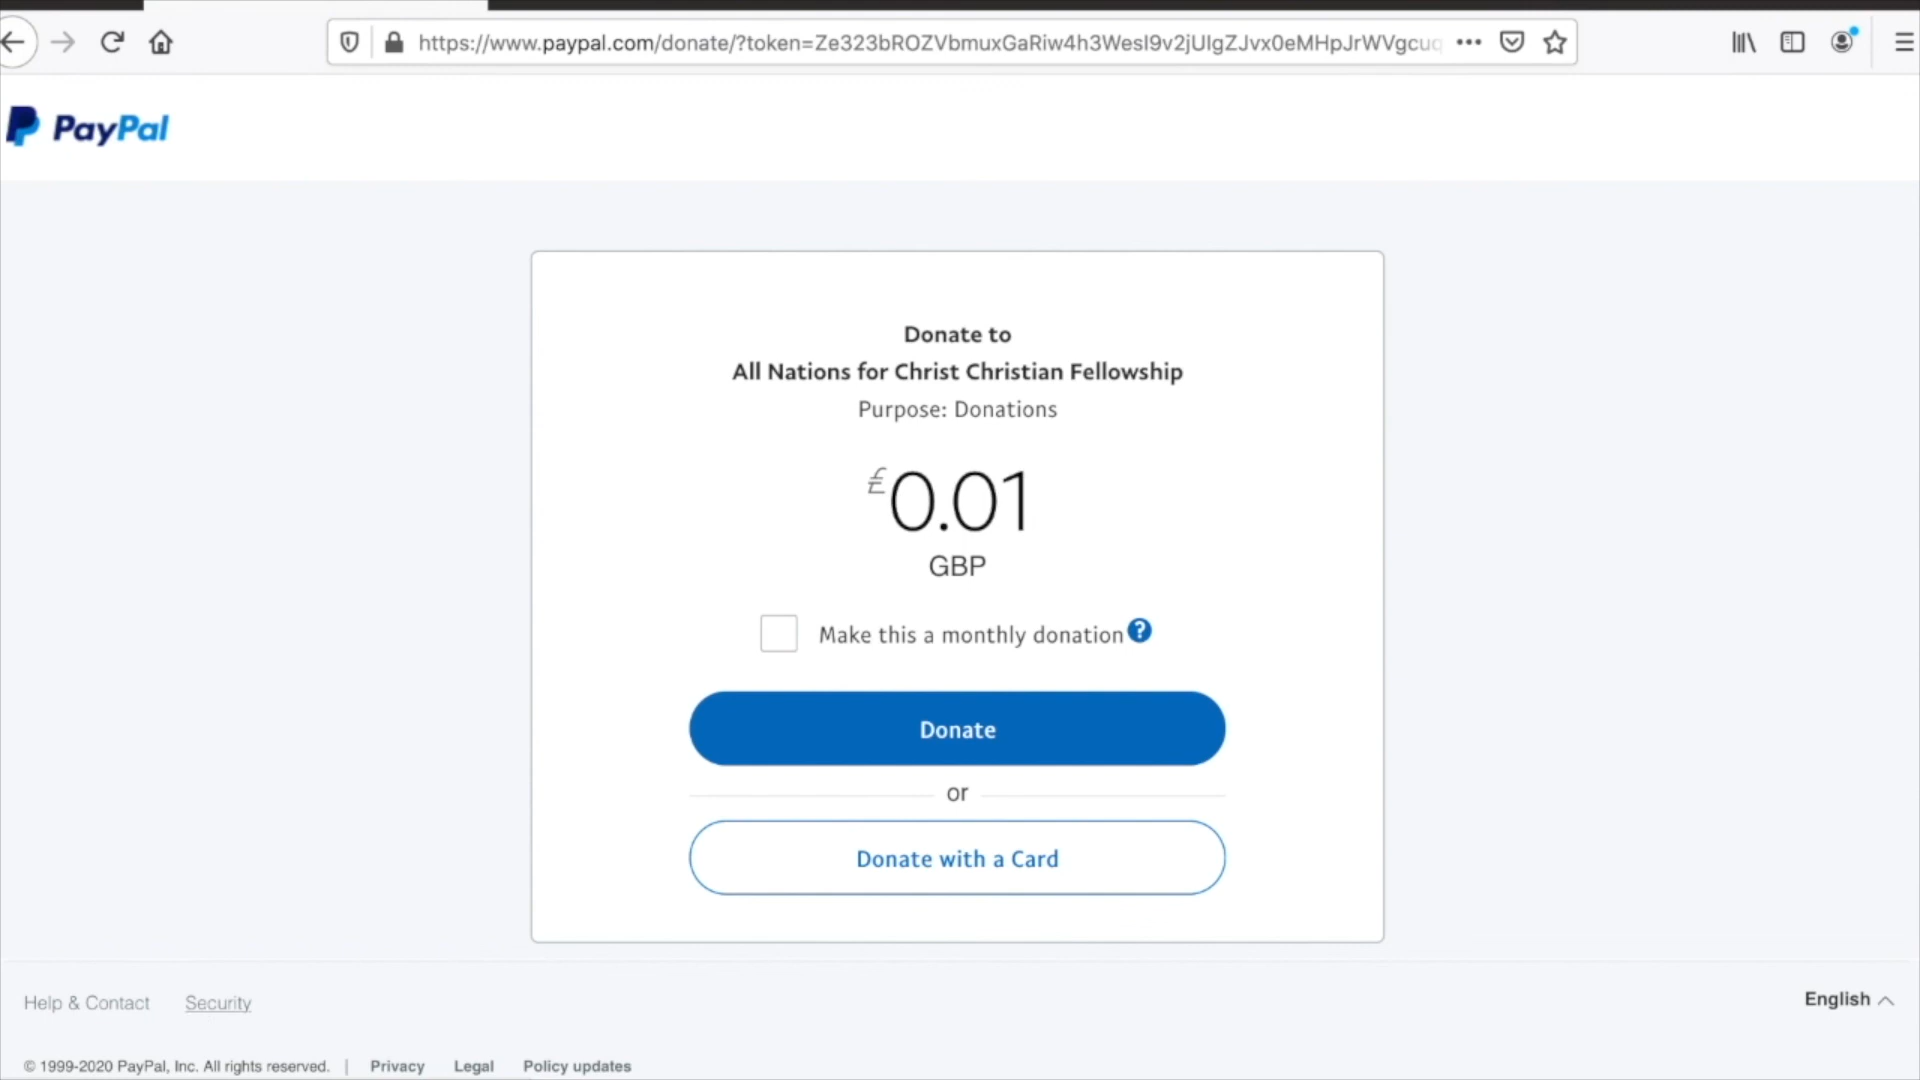 https://www.paypal.com/donate/?token=Ze323bROZVbmuxGaRiw4h3WesI9v2jUIgZJvx0eMHpJrWVgcuq
PayPal
Donate to
All Nations for Christ Christian Fellowship
Purpose: Donations
£0.01
GBP
Make this a monthly donation ?
Donate
or
Donate with a Card
Help & Contact Security
English
© 1999-2020 PayPal, Inc. All rights reserved. | Privacy Legal Policy updates